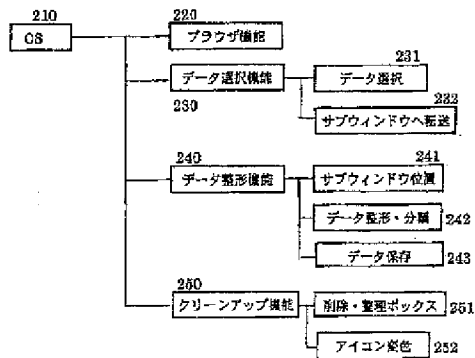 210
OS
220
ブラウザ機能
データ選択機能
230
231
データ選択
232
サブウィンドウへ転送
240
データ整形機能
241
サブウィンドウ位置
データ整形・分類
242
データ保存
243
250
クリーンアップ機能
削除・整理ボックス
251
アイコン変色
252